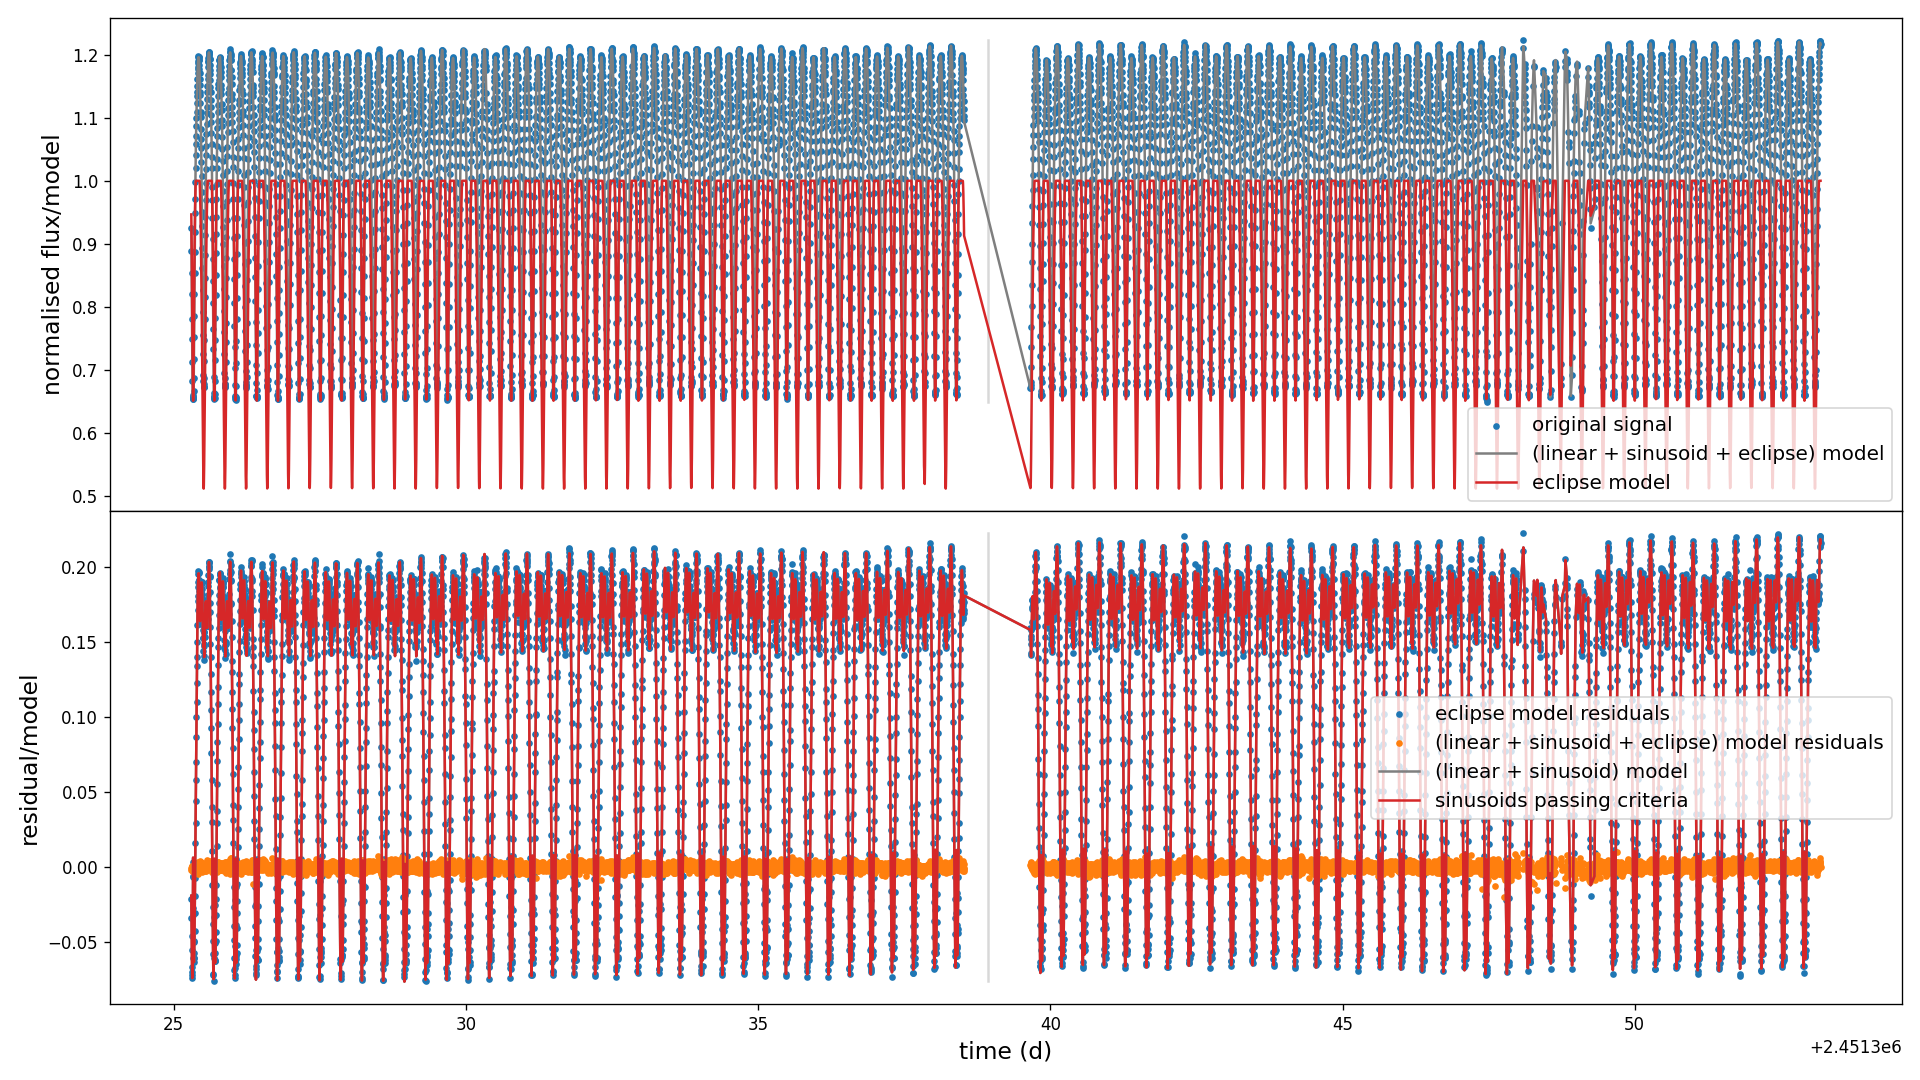 normalised flux/model
1.2
1.1
1.0
0.9
0.8
0.7
0.6
0.5
original signal
(linear + sinusoid + eclipse) model
eclipse model
residual/model
0.20
0.15
0.10
0.05
0.00
−0.05
eclipse model residuals
(linear + sinusoid + eclipse) model residuals
(linear + sinusoid) model
sinusoids passing criteria
25 30 35 40 45 50
time (d)
+2.4513e6